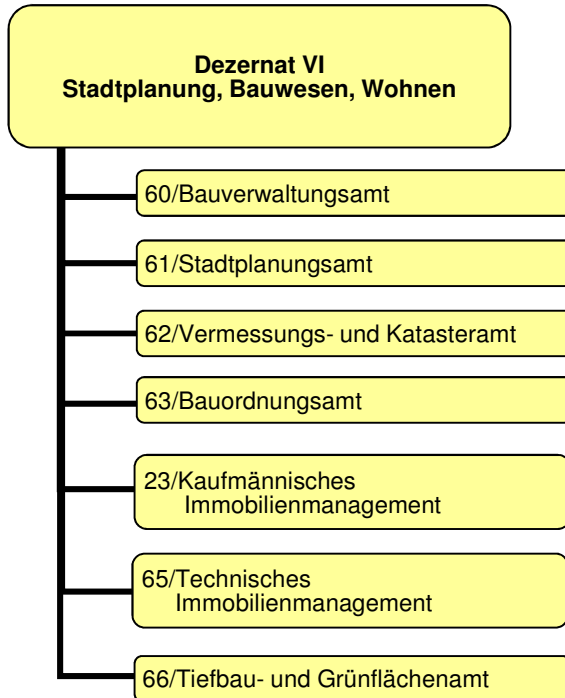 Dezernat VI
Stadtplanung, Bauwesen, Wohnen
60/Bauverwaltungsamt
61/Stadtplanungsamt
62/Vermessungs- und Katasteramt
63/Bauordnungsamt
23/Kaufmännisches
Immobilienmanagement
65/Technisches
Immobilienmanagement
66/Tiefbau- und Grünflächenamt